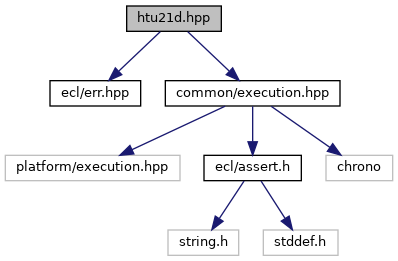 htu21d.hpp
ecl/err.hpp
common/execution.hpp
platform/execution.hpp
ecl/assert.h
chrono
string.h
stddef.h